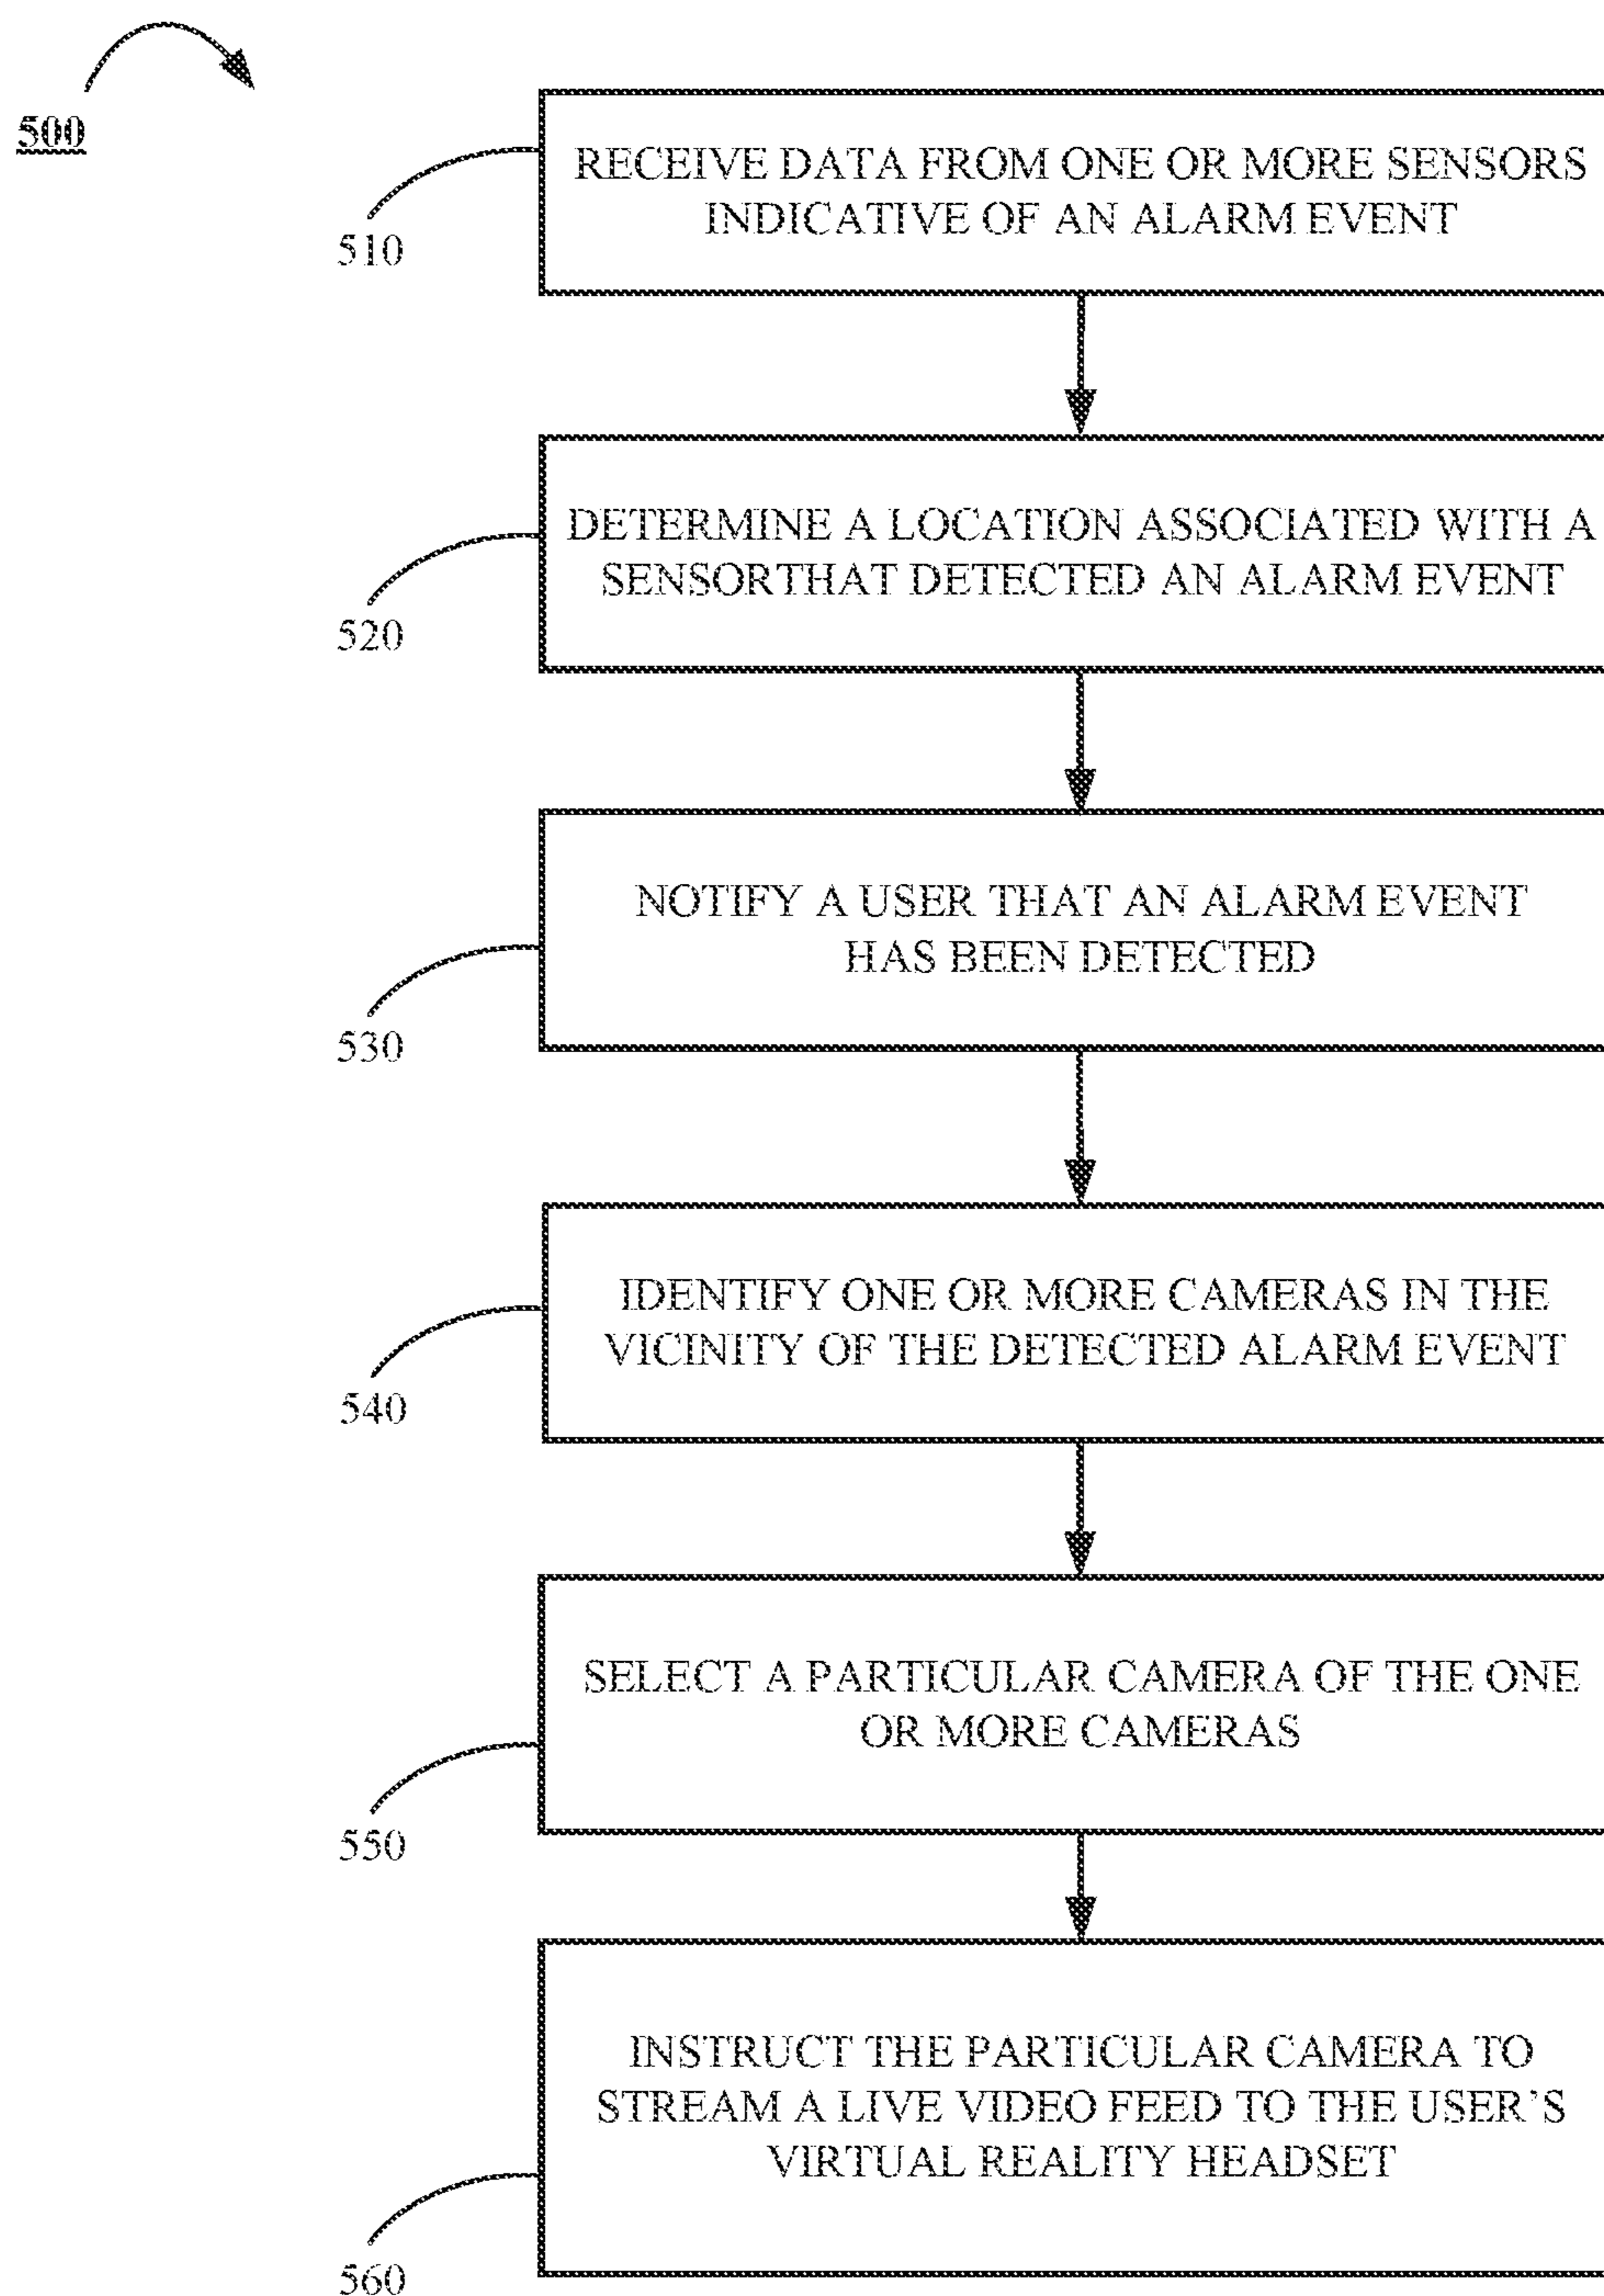 500
RECEIVE DATA FROM ONE OR MORE SENSORS
INDICATIVE OF AN ALARM EVENT
510
DETERMINE A LOCATION ASSOCIATED WITH A
SENSORTHAT DETECTED AN ALARM EVENT
520
NOTIFY A USER THAT AN ALARM EVENT
HAS BEEN DETECTED
530
IDENTIFY ONE OR MORE CAMERAS IN THE
VICINITY OF THE DETECTED ALARM EVENT
540
SELECT A PARTICULAR CAMERA OF THE ONE
OR MORE CAMERAS
550
INSTRUCT THE PARTICULAR CAMERA TO
STREAM A LIVE VIDEO FEED TO THE USER’S
VIRTUAL REALITY HEADSET
560